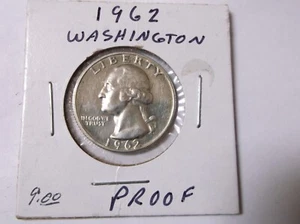 1962
WASHINGTON
LIBERTY
IN GOD WE
TRUST
1962
9.00
PROOF